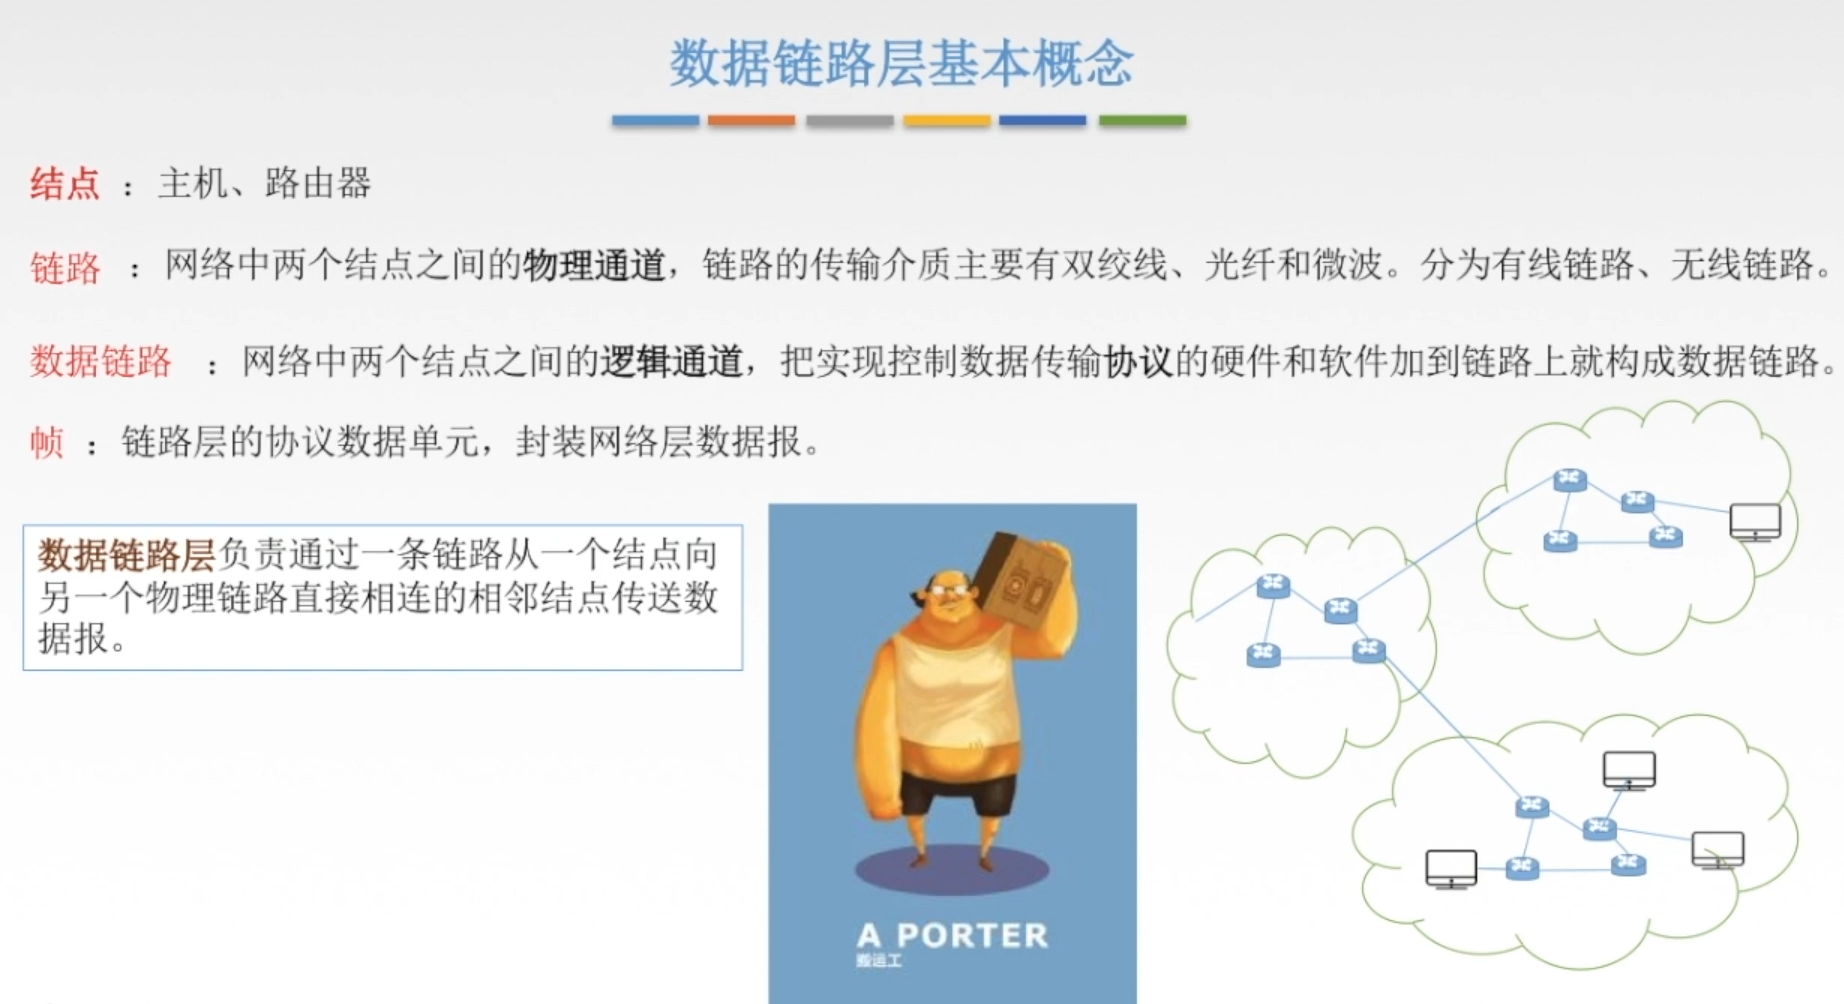 数据链路层基本概念
结点 ：主机、路由器
链路 ：网络中两个结点之间的物理通道，链路的传输介质主要有双绞线、光纤和微波。分为有线链路、无线链路。
数据链路 ：网络中两个结点之间的逻辑通道，把实现控制数据传输协议的硬件和软件加到链路上就构成数据链路。
帧 ：链路层的协议数据单元，封装网络层数据报。
数据链路层负责通过一条链路从一个结点向
另一个物理链路直接相连的相邻结点传送数
据报。
A PORTER
搬运工